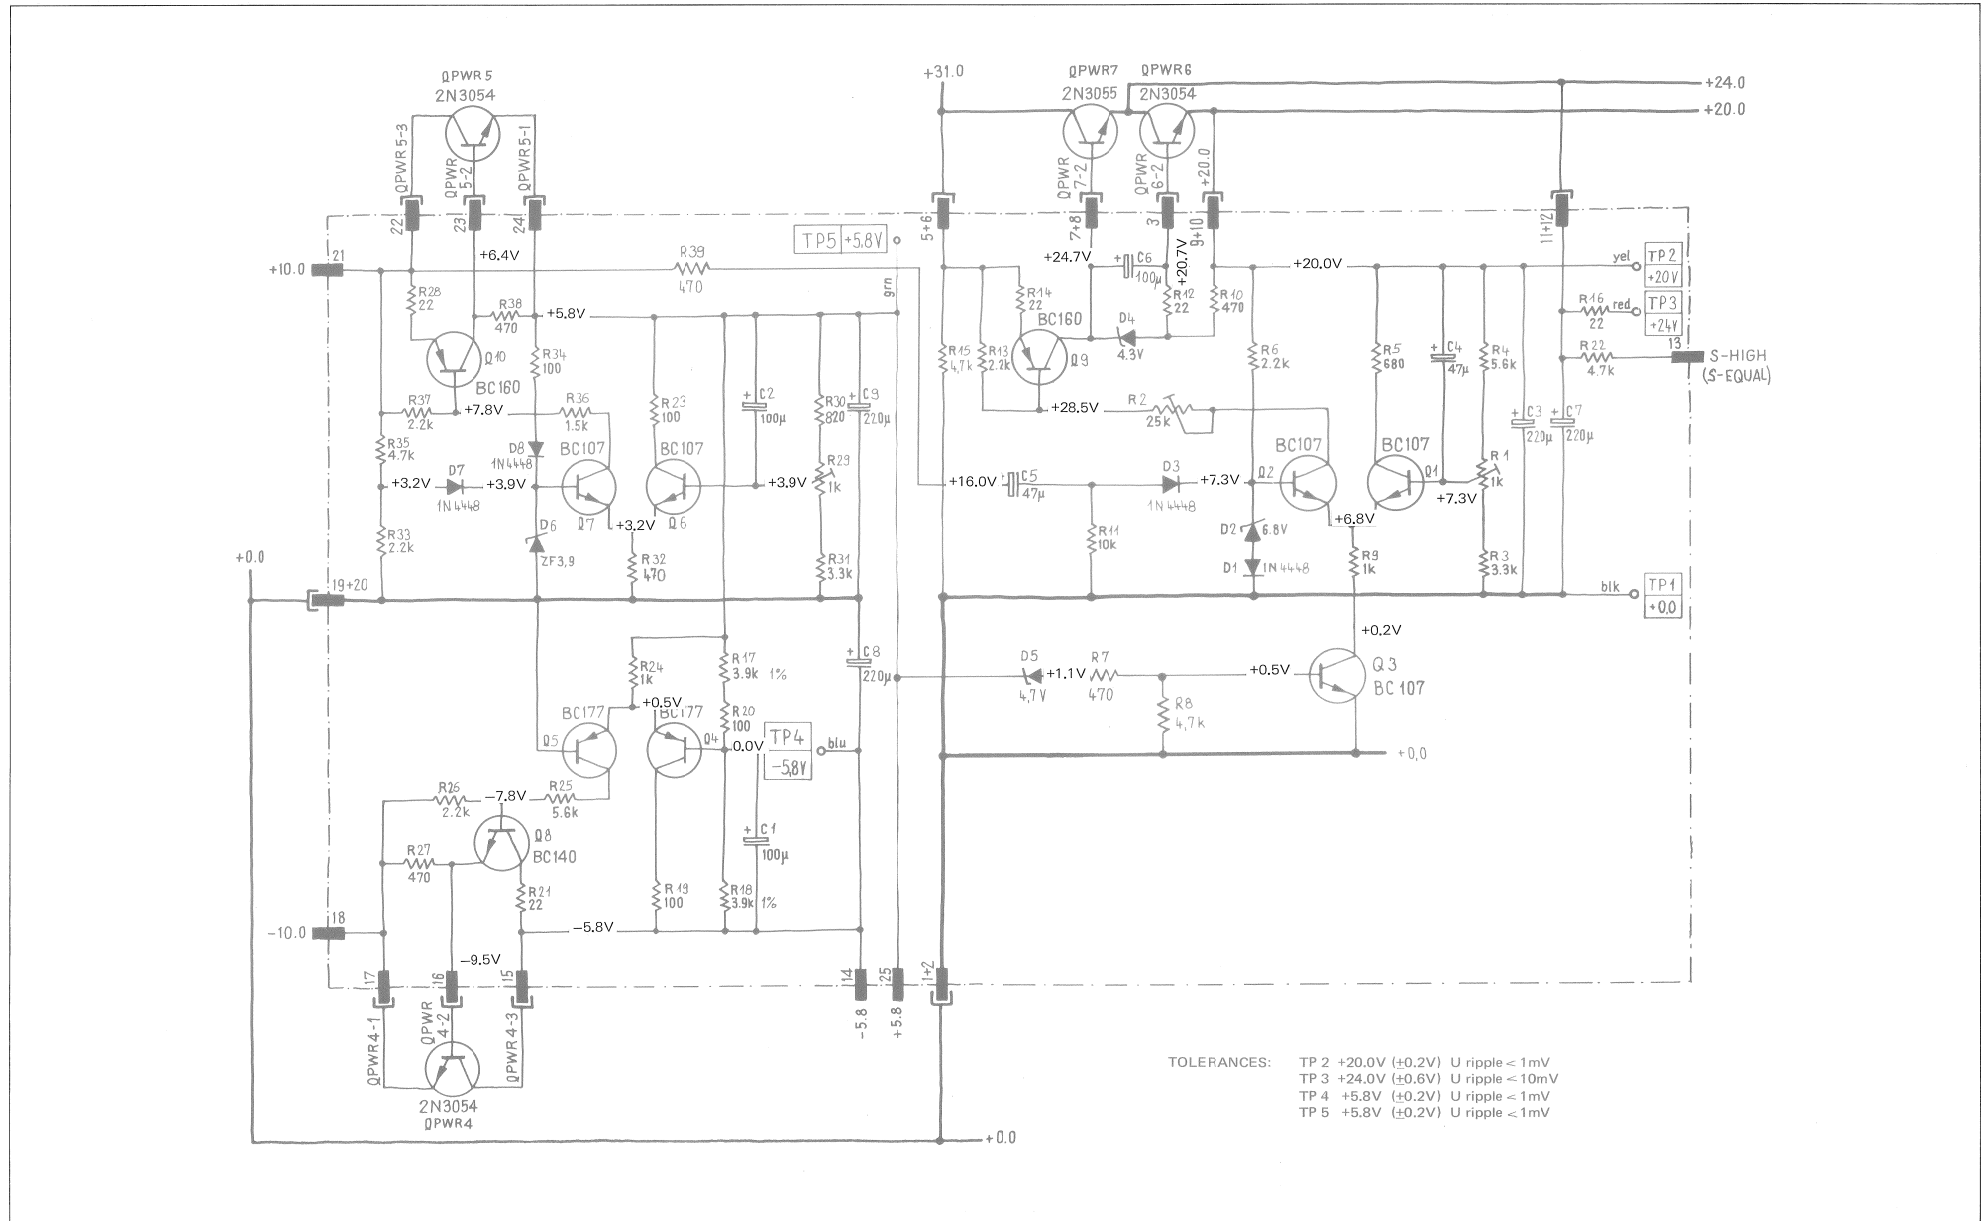 QPWR5
2N3054
QPWR5-3
QPWR
5-2
QPWR5-1
22
23
24
+31.0
QPWR7
2N3055
QPWR6
2N3054
+24.0
+20.0
QPWR
7-2
QPWR
6-2
+20.0
5+6
7+8
3
9+10
11+12
21
+10.0
+6.4V
R39
470
TP5
+5.8V
grn
+24.7V
C6
100µ
+20.7V
+20.0V
yel
TP2
+20V
R28
22
R38
470
+5.8V
R14
22
R12
22
R10
470
R16
22
red
TP3
+24V
BC160
D4
4.3V
Q10
BC160
R34
100
R15
4,7k
R13
2.2k
Q9
R6
2.2k
R5
680
C4
47µ
R4
5.6k
R22
4.7k
13
S-HIGH
(S-EQUAL)
R37
2.2k
+7.8V
R36
1.5k
R23
100
C2
100µ
R30
820
C9
220µ
+28.5V
R2
25k
C3
220µ
C7
220µ
R35
4.7k
D8
1N4448
BC107
BC107
BC107
BC107
+3.2V
D7
1N4448
+3.9V
+3.9V
R29
1k
+16.0V
C5
47µ
D3
1N4448
+7.3V
Q2
Q1
+7.3V
R1
1k
R33
2.2k
D6
ZF3,9
Q7
+3.2V
Q6
R32
470
R31
3.3k
R11
10k
D2
6.8V
D1
1N4448
+6.8V
R9
1k
R3
3.3k
+0.0
19+20
blk
TP1
+0.0
+0.2V
R24
1k
R17
3.9k 1%
C8
220µ
D5
4,7V
+1.1V
R7
470
+0.5V
Q3
BC107
R8
4,7k
BC177
+0.5V
BC177
R20
100
Q5
Q4
0.0V
TP4
-5,8V
blu
+0,0
R26
2.2k
-7.8V
R25
5.6k
Q8
BC140
C1
100µ
R27
470
R21
22
R19
100
R18
3.9k 1%
18
-10.0
-5.8V
-9.5V
17
16
15
14
25
1+2
-5.8
+5.8
QPWR4-1
QPWR
4-2
QPWR4-3
2N3054
QPWR4
+0.0
TOLERANCES: TP 2 +20.0V (±0.2V) U ripple < 1mV
TP 3 +24.0V (±0.6V) U ripple < 10mV
TP 4 +5.8V (±0.2V) U ripple < 1mV
TP 5 +5.8V (±0.2V) U ripple < 1mV